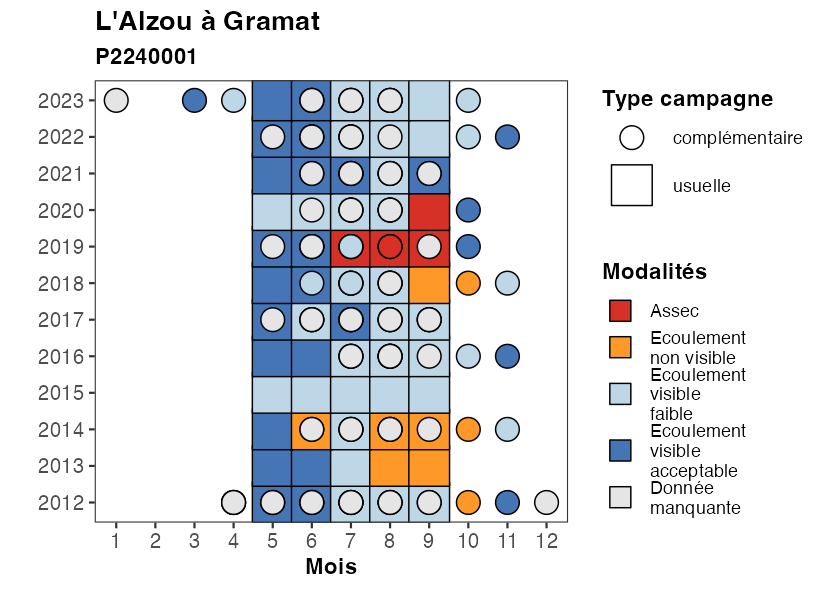 L'Alzou à Gramat
P2240001
2023
2022
2021
2020
2019
2018
2017
2016
2015
2014
2013
2012
1 2 3 4 5 6 7 8 9 10 11 12
Mois
Type campagne
complémentaire
usuelle
Modalités
Assec
Ecoulement
non visible
Ecoulement
visible
faible
Ecoulement
visible
acceptable
Donnée
manquante